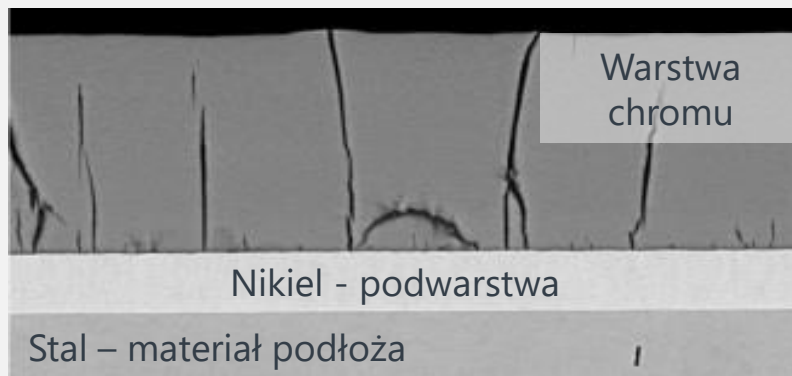 Warstwa
chromu
Nikiel - podwarstwa
Stal – materiał podłoża